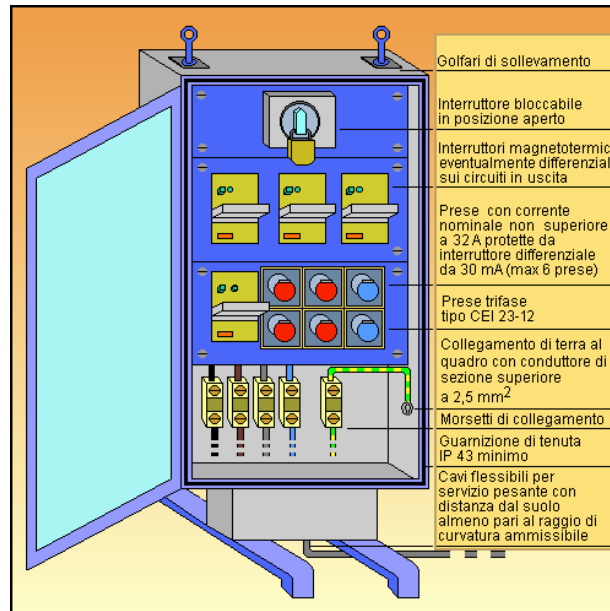 Golfari di sollevamento
Interruttore bloccabile
in posizione aperto
Interruttori magnetotermic
eventualmente differenzial
sui circuiti in uscita
Prese con corrente
nominale non superiore
a 32 A protette da
interruttore differenziale
da 30 mA (max 6 prese)
Prese trifase
tipo CEI 23-12
Collegamento di terra al
quadro con conduttore di
sezione superiore
a 2,5 mm²
Morsetti di collegamento
Guarnizione di tenuta
IP 43 minimo
Cavi flessibili per
servizio pesante con
distanza dal suolo
almeno pari al raggio di
curvatura ammissibile